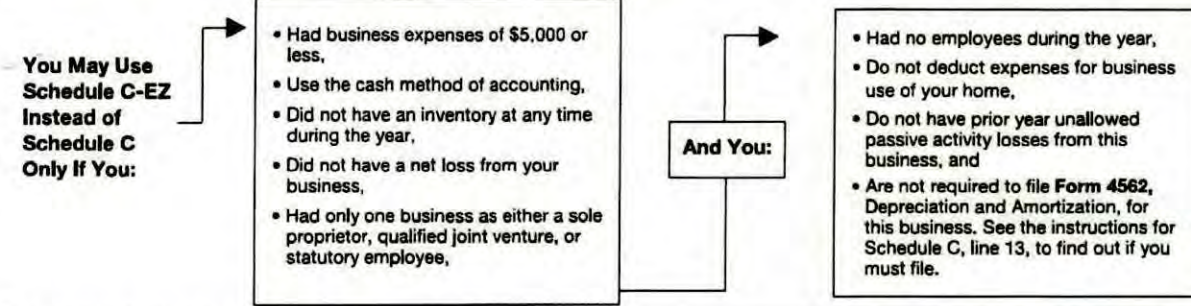 You May Use
Schedule C-EZ
Instead of
Schedule C
Only If You:
• Had business expenses of $5,000 or
less,
• Use the cash method of accounting,
• Did not have an inventory at any time
during the year,
• Did not have a net loss from your
business,
• Had only one business as either a sole
proprietor, qualified joint venture, or
statutory employee,
And You:
• Had no employees during the year,
• Do not deduct expenses for business
use of your home,
• Do not have prior year unallowed
passive activity losses from this
business, and
• Are not required to file Form 4562,
Depreciation and Amortization, for
this business. See the instructions for
Schedule C, line 13, to find out if you
must file.